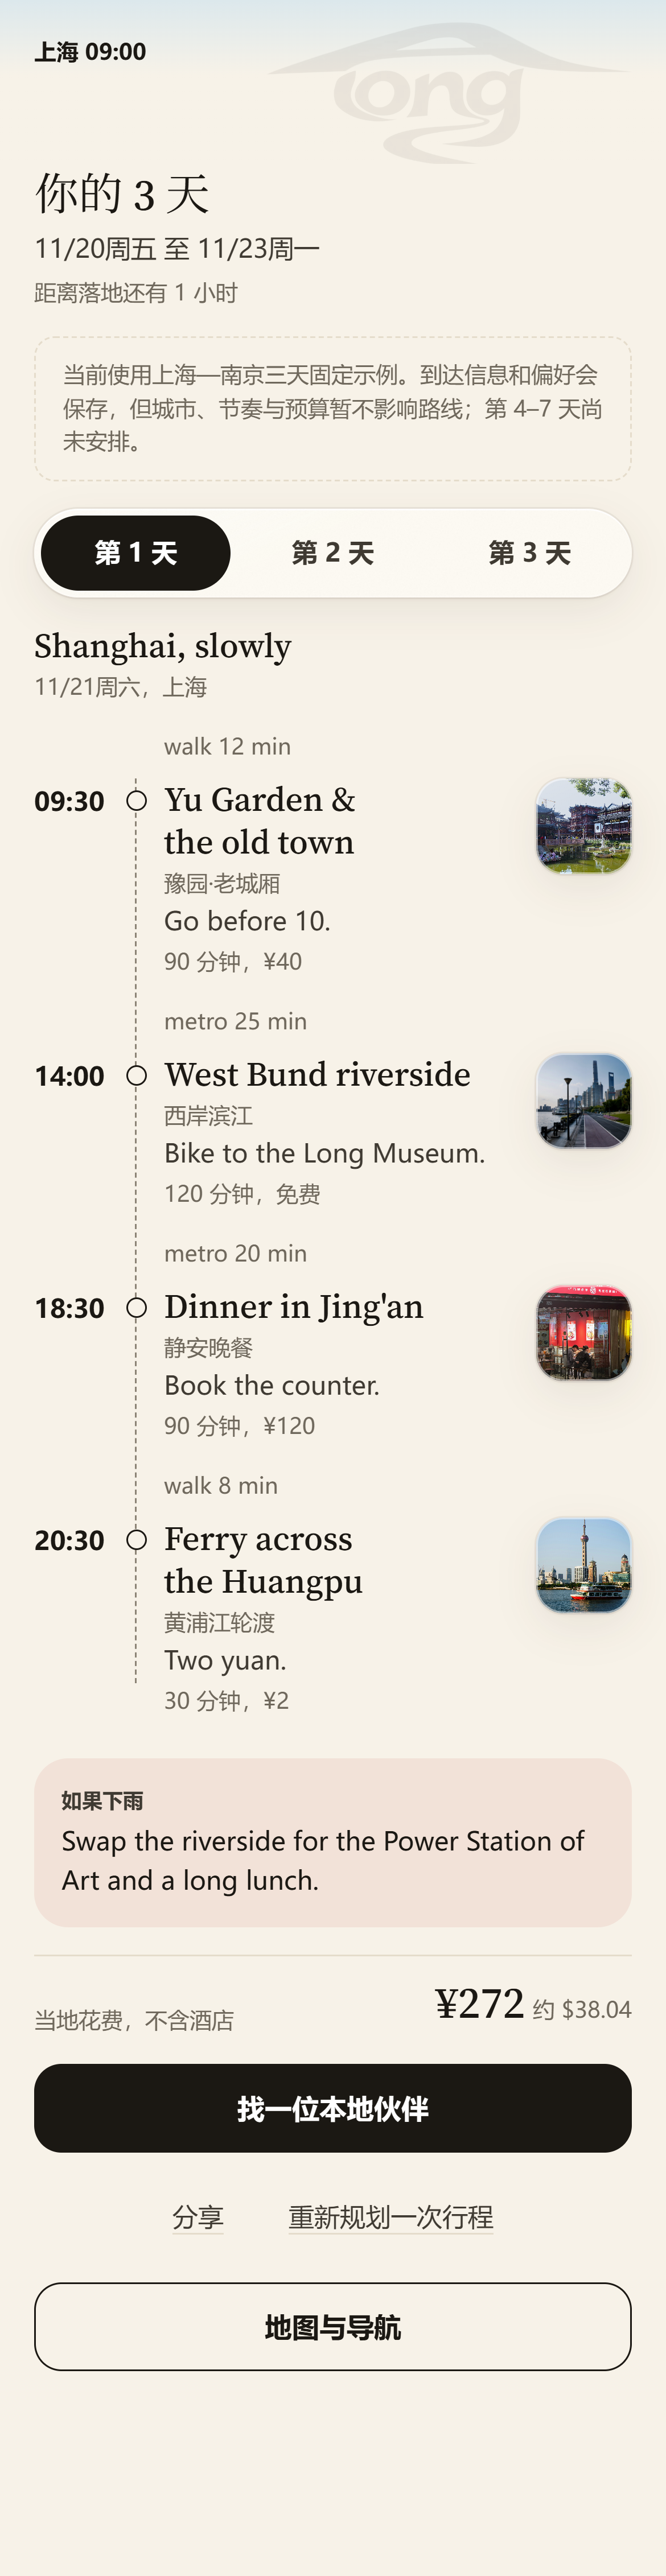 上海 09:00
long
你的 3 天
11/20周五 至 11/23周一
距离落地还有 1 小时
当前使用上海—南京三天固定示例。到达信息和偏好会
保存，但城市、节奏与预算暂不影响路线；第 4–7 天尚
未安排。
第 1 天 第 2 天 第 3 天
Shanghai, slowly
11/21周六，上海
walk 12 min
09:30 Yu Garden &
the old town
豫园·老城厢
Go before 10.
90 分钟，¥40
metro 25 min
14:00 West Bund riverside
西岸滨江
Bike to the Long Museum.
120 分钟，免费
metro 20 min
18:30 Dinner in Jing'an
静安晚餐
Book the counter.
90 分钟，¥120
walk 8 min
20:30 Ferry across
the Huangpu
黄浦江轮渡
Two yuan.
30 分钟，¥2
如果下雨
Swap the riverside for the Power Station of
Art and a long lunch.
当地花费，不含酒店 ¥272 约 $38.04
找一位本地伙伴
分享 重新规划一次行程
地图与导航